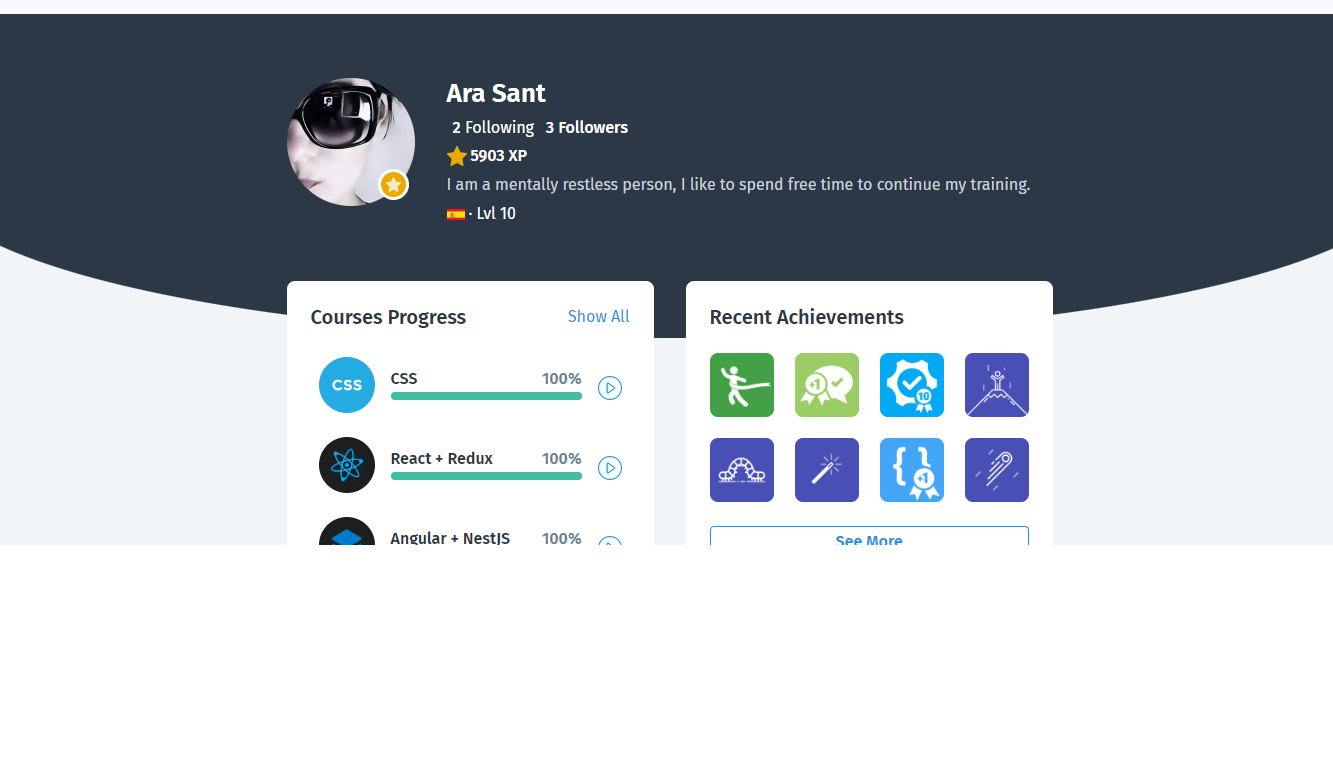 Ara Sant
2 Following 3 Followers
5903 XP
I am a mentally restless person, I like to spend free time to continue my training.
· Lvl 10
Courses Progress
Show All
CSS
CSS
100%
React + Redux
100%
Angular + NestJS
100%
Recent Achievements
+1
10
+1
See More